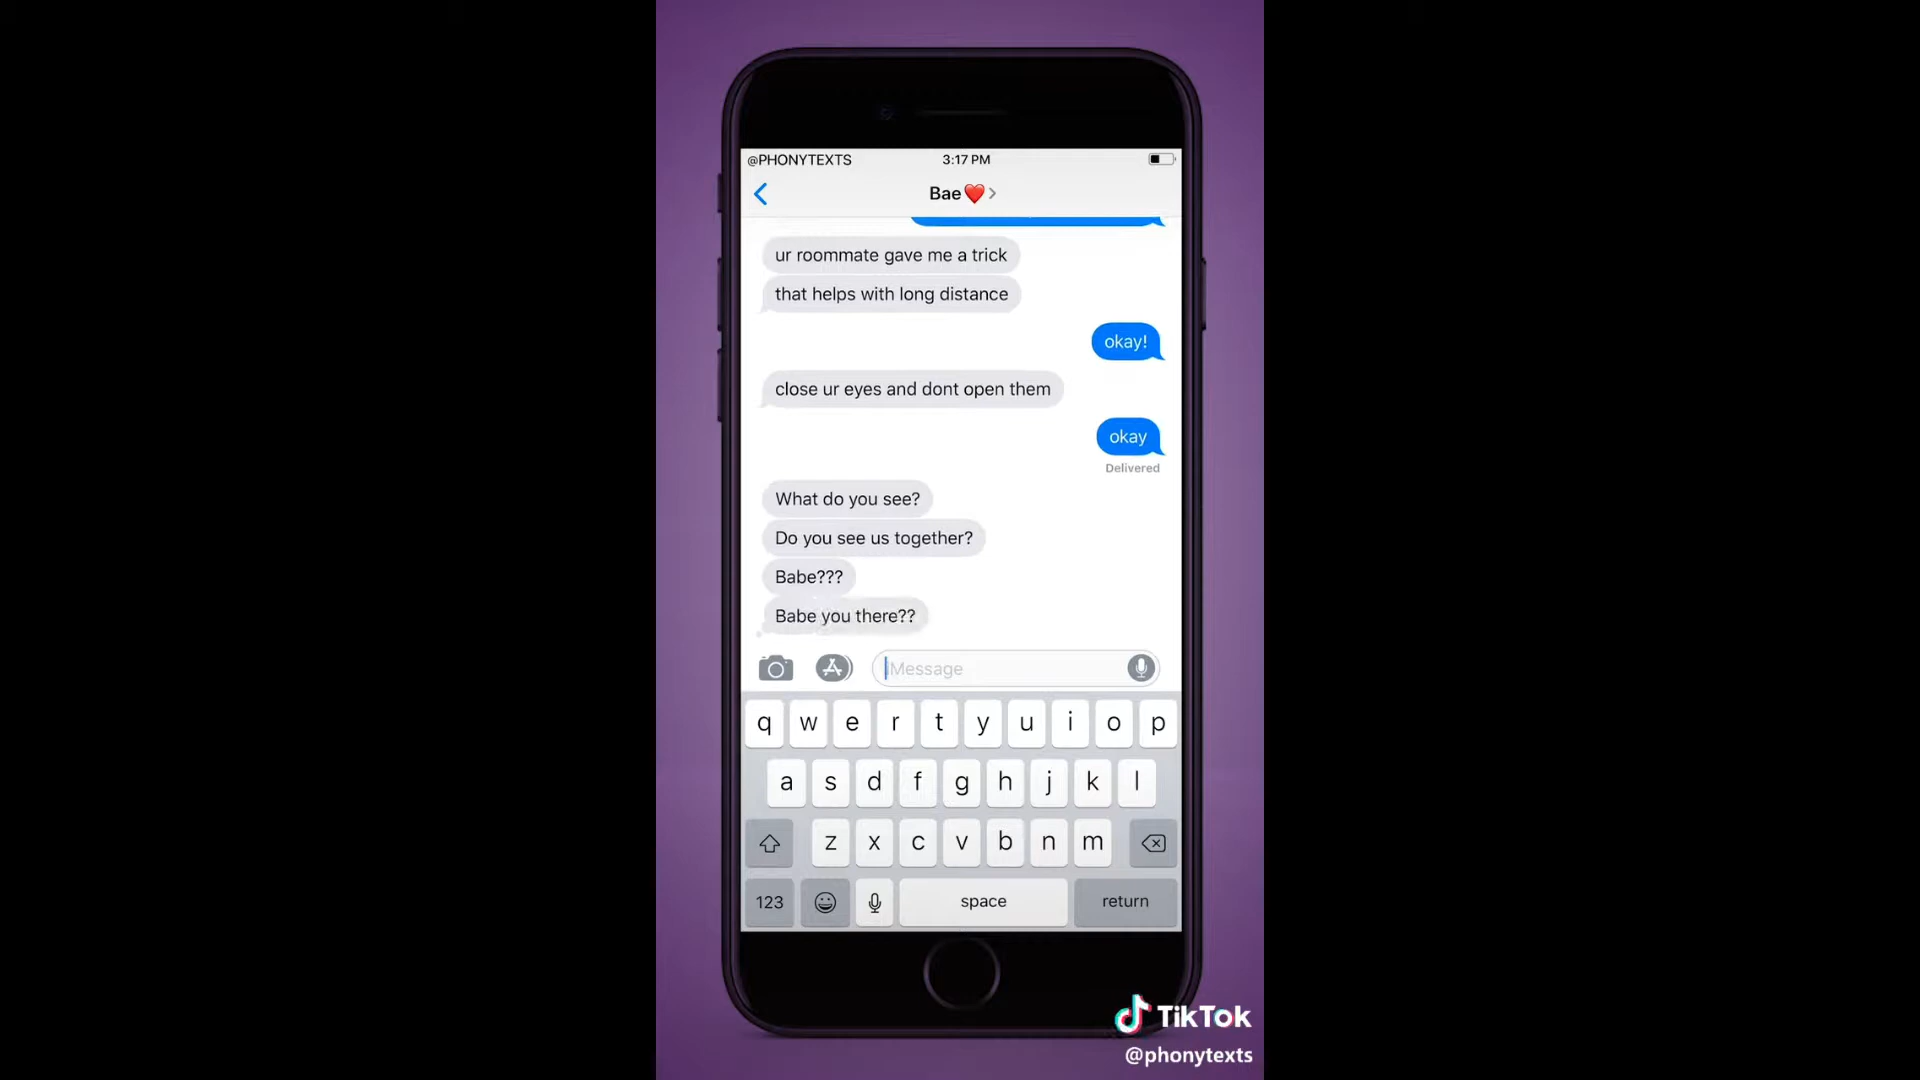 @PHONYTEXTS 3:17 PM
Bae❤️ >
ur roommate gave me a trick
that helps with long distance
okay!
close ur eyes and dont open them
okay
Delivered
What do you see?
Do you see us together?
Babe???
Babe you there??
iMessage
q w e r t y u i o p
a s d f g h j k l
z x c v b n m
123 space return
TikTok
@phonytexts